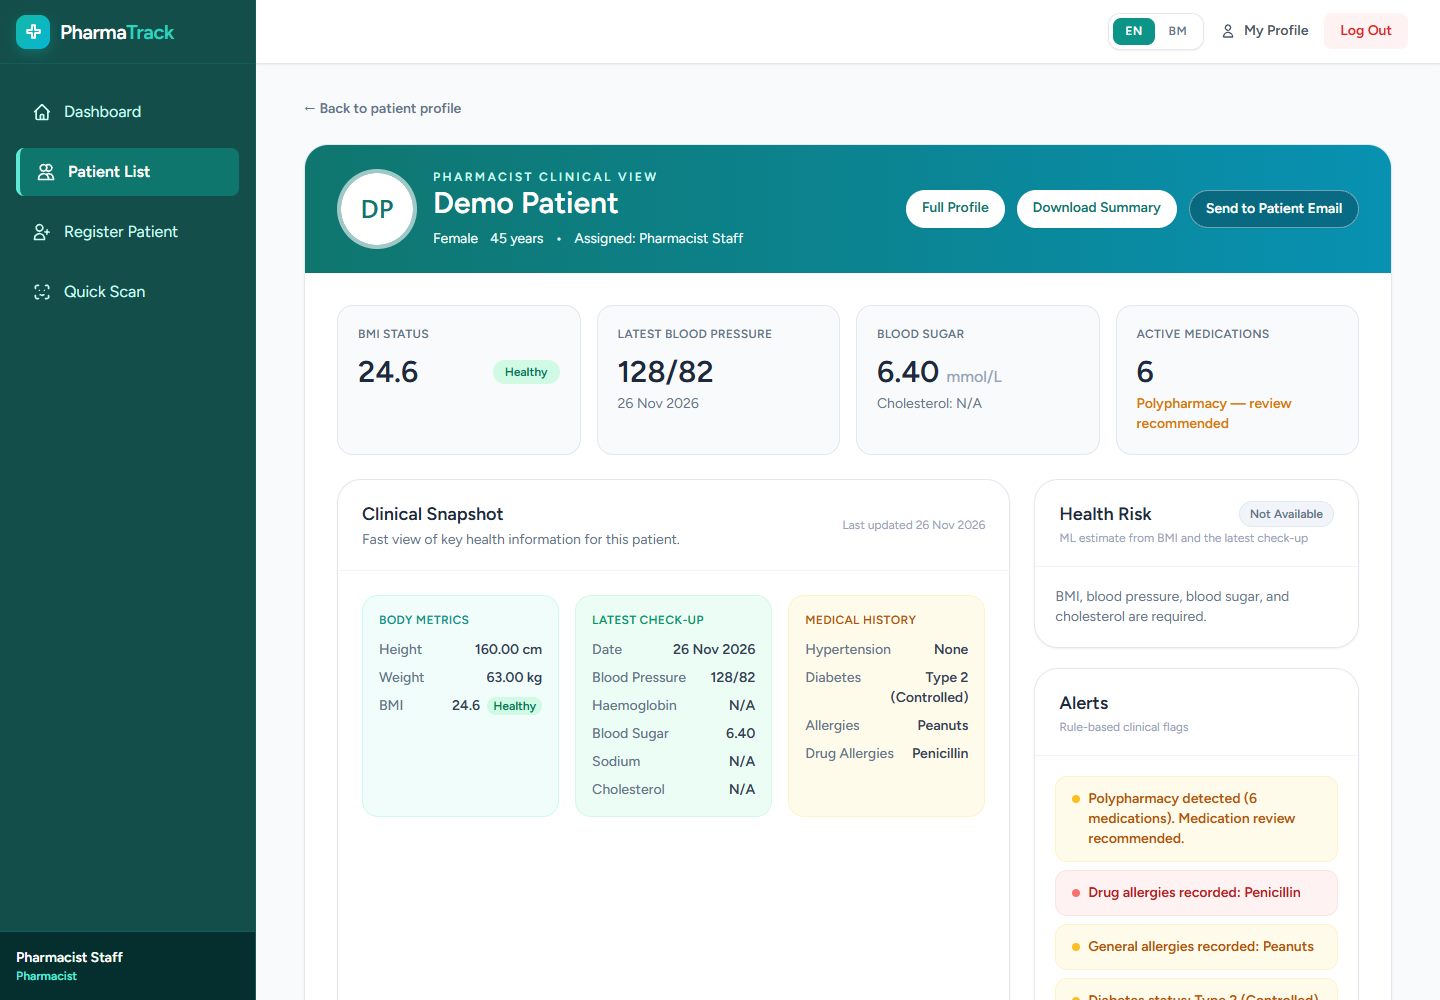 PharmaTrack
EN
BM
My Profile
Log Out
Dashboard
Patient List
Register Patient
Quick Scan
Pharmacist Staff
Pharmacist
← Back to patient profile
DP
PHARMACIST CLINICAL VIEW
Demo Patient
Female 45 years • Assigned: Pharmacist Staff
Full Profile
Download Summary
Send to Patient Email
BMI STATUS
24.6
Healthy
LATEST BLOOD PRESSURE
128/82
26 Nov 2026
BLOOD SUGAR
6.40 mmol/L
Cholesterol: N/A
ACTIVE MEDICATIONS
6
Polypharmacy — review
recommended
Clinical Snapshot
Fast view of key health information for this patient.
Last updated 26 Nov 2026
BODY METRICS
Height 160.00 cm
Weight 63.00 kg
BMI 24.6 Healthy
LATEST CHECK-UP
Date 26 Nov 2026
Blood Pressure 128/82
Haemoglobin N/A
Blood Sugar 6.40
Sodium N/A
Cholesterol N/A
MEDICAL HISTORY
Hypertension None
Diabetes Type 2
(Controlled)
Allergies Peanuts
Drug Allergies Penicillin
Health Risk
Not Available
ML estimate from BMI and the latest check-up
BMI, blood pressure, blood sugar, and
cholesterol are required.
Alerts
Rule-based clinical flags
Polypharmacy detected (6
medications). Medication review
recommended.
Drug allergies recorded: Penicillin
General allergies recorded: Peanuts
Diabetes status: Type 2 (Controlled)